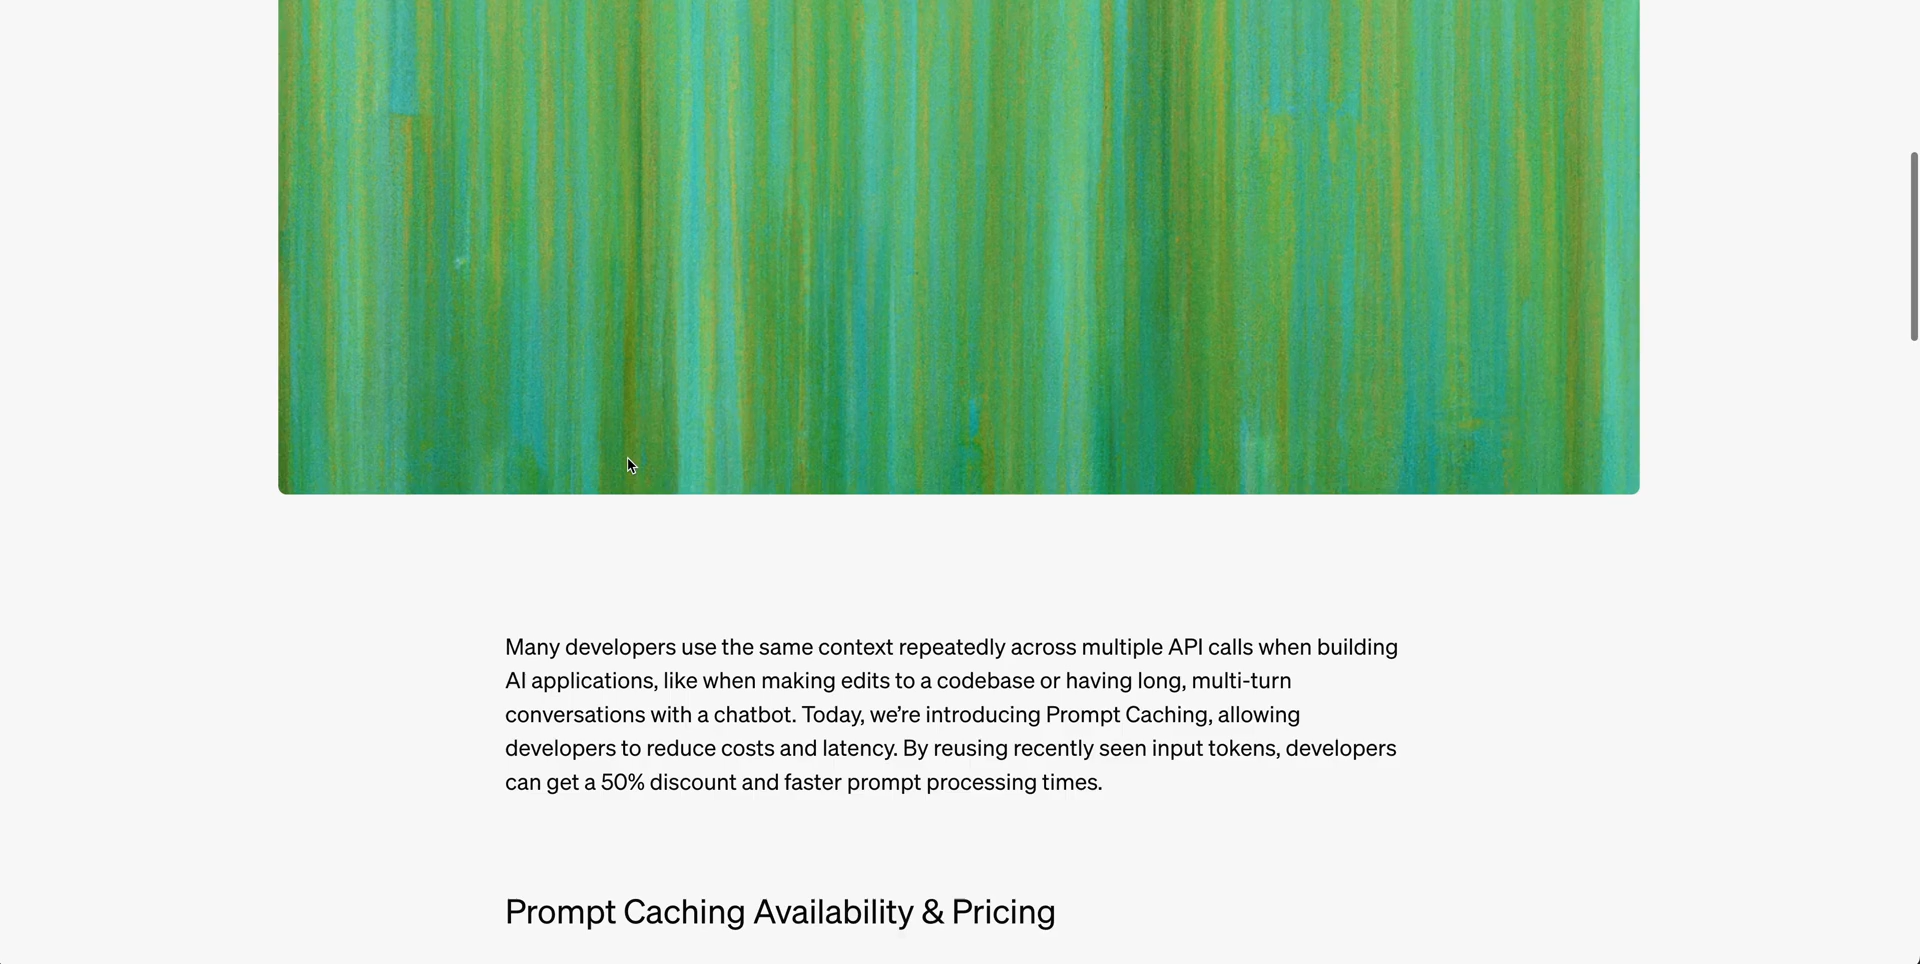 Many developers use the same context repeatedly across multiple API calls when building
AI applications, like when making edits to a codebase or having long, multi-turn
conversations with a chatbot. Today, we’re introducing Prompt Caching, allowing
developers to reduce costs and latency. By reusing recently seen input tokens, developers
can get a 50% discount and faster prompt processing times.
Prompt Caching Availability & Pricing